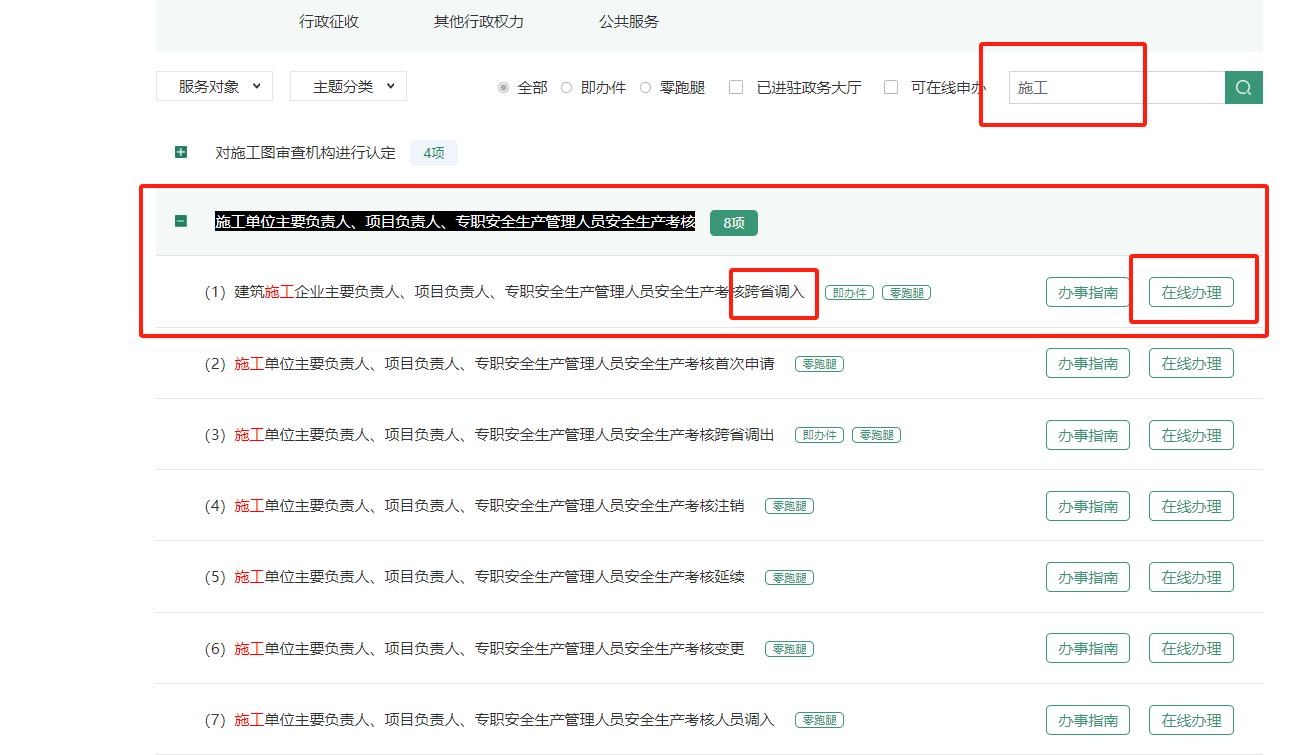 行政征收 其他行政权力 公共服务
服务对象 主题分类 全部 即办件 零跑腿 已进驻政务大厅 可在线申办 施工
对施工图审查机构进行认定 4项
施工单位主要负责人、项目负责人、专职安全生产管理人员安全生产考核 8项
(1) 建筑施工企业主要负责人、项目负责人、专职安全生产管理人员安全生产考核跨省调入 即办件 零跑腿 办事指南 在线办理
(2) 施工单位主要负责人、项目负责人、专职安全生产管理人员安全生产考核首次申请 零跑腿 办事指南 在线办理
(3) 施工单位主要负责人、项目负责人、专职安全生产管理人员安全生产考核跨省调出 即办件 零跑腿 办事指南 在线办理
(4) 施工单位主要负责人、项目负责人、专职安全生产管理人员安全生产考核注销 零跑腿 办事指南 在线办理
(5) 施工单位主要负责人、项目负责人、专职安全生产管理人员安全生产考核延续 零跑腿 办事指南 在线办理
(6) 施工单位主要负责人、项目负责人、专职安全生产管理人员安全生产考核变更 零跑腿 办事指南 在线办理
(7) 施工单位主要负责人、项目负责人、专职安全生产管理人员安全生产考核人员调入 零跑腿 办事指南 在线办理